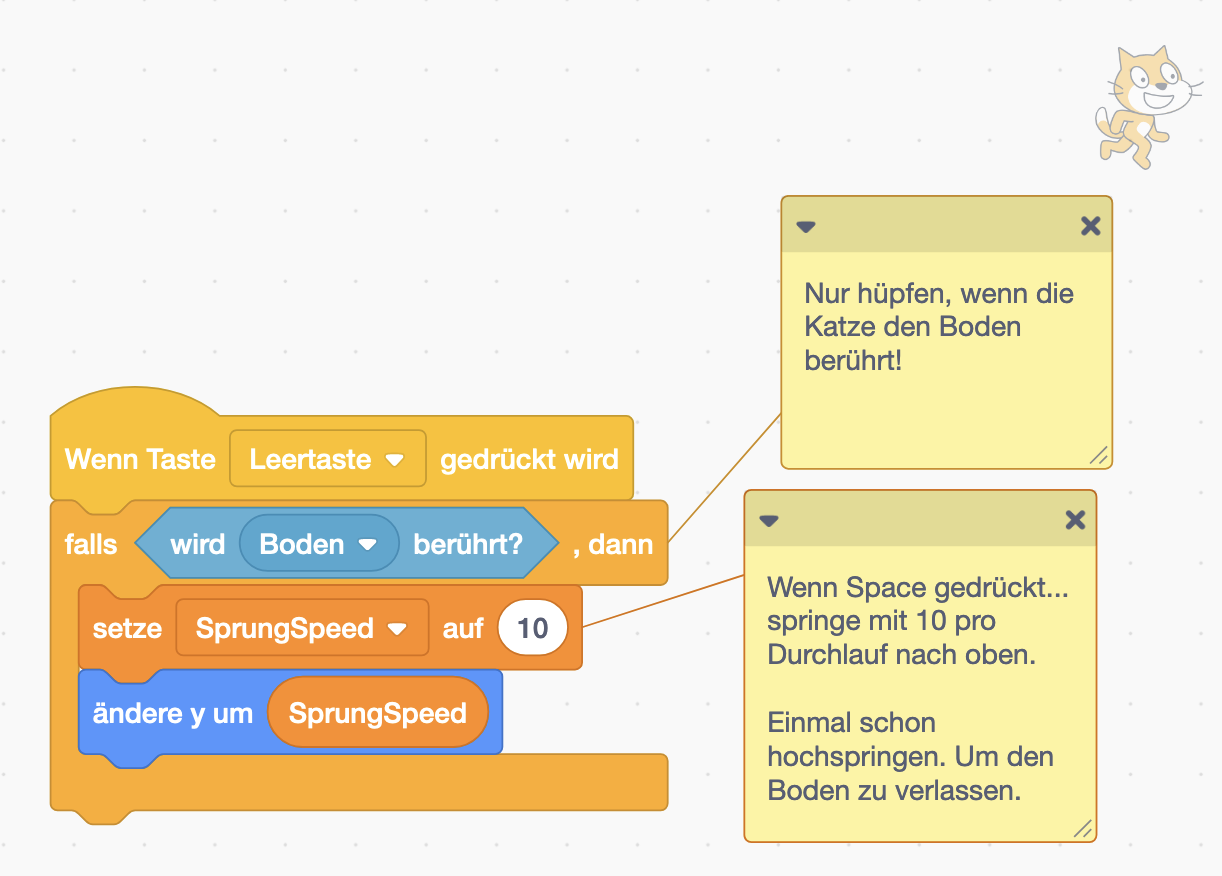 Nur hüpfen, wenn die
Katze den Boden
berührt!
Wenn Taste Leertaste gedrückt wird
falls wird Boden berührt? , dann
setze SprungSpeed auf 10
ändere y um SprungSpeed
Wenn Space gedrückt...
springe mit 10 pro
Durchlauf nach oben.
Einmal schon
hochspringen. Um den
Boden zu verlassen.